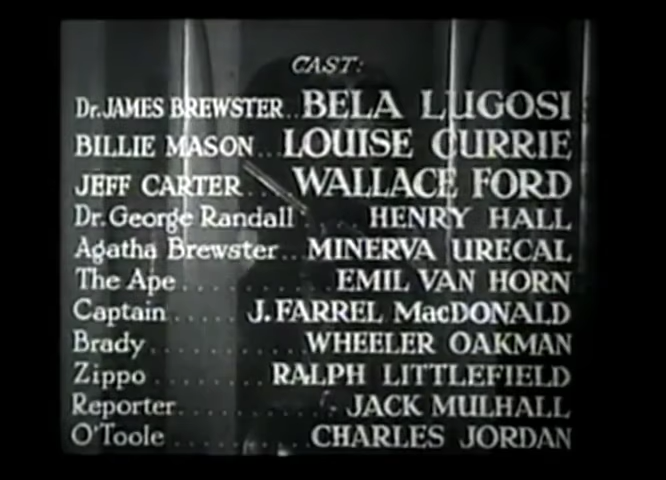 CAST:
Dr. JAMES BREWSTER.. BELA LUGOSI
BILLIE MASON... LOUISE CURRIE
JEFF CARTER..... WALLACE FORD
Dr. George Randall. HENRY HALL
Agatha Brewster... MINERVA URECAL
The Ape.......... EMIL VAN HORN
Captain..... J. FARREL MacDONALD
Brady.......... WHEELER OAKMAN
Zippo........ RALPH LITTLEFIELD
Reporter......... JACK MULHALL
O'Toole......... CHARLES JORDAN